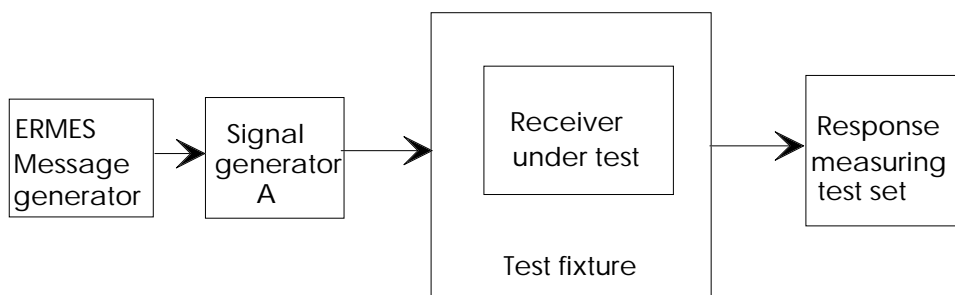 ERMES
Message
generator
Signal
generator
A
Receiver
under test
Test fixture
Response
measuring
test set